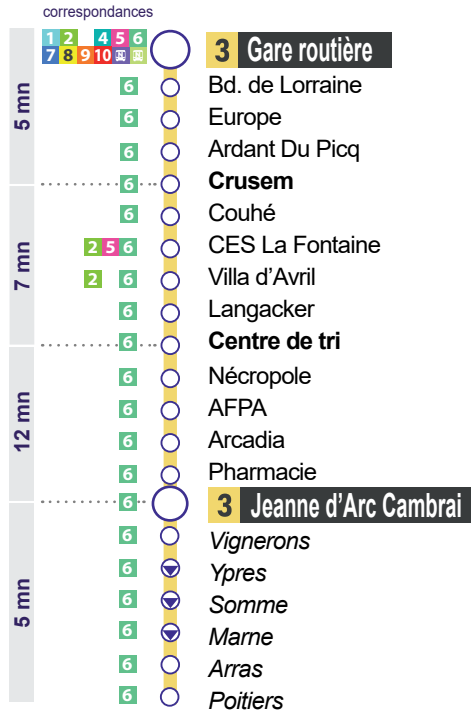 correspondances
1 2 4 5 6
7 8 9 10
3 Gare routière
6 Bd. de Lorraine
6 Europe
6 Ardant Du Picq
6 Crusem
6 Couhé
2 5 6 CES La Fontaine
2 6 Villa d'Avril
6 Langacker
6 Centre de tri
6 Nécropole
6 AFPA
6 Arcadia
6 Pharmacie
6 3 Jeanne d'Arc Cambrai
6 Vignerons
6 Ypres
6 Somme
6 Marne
6 Arras
6 Poitiers
5 mn
7 mn
12 mn
5 mn